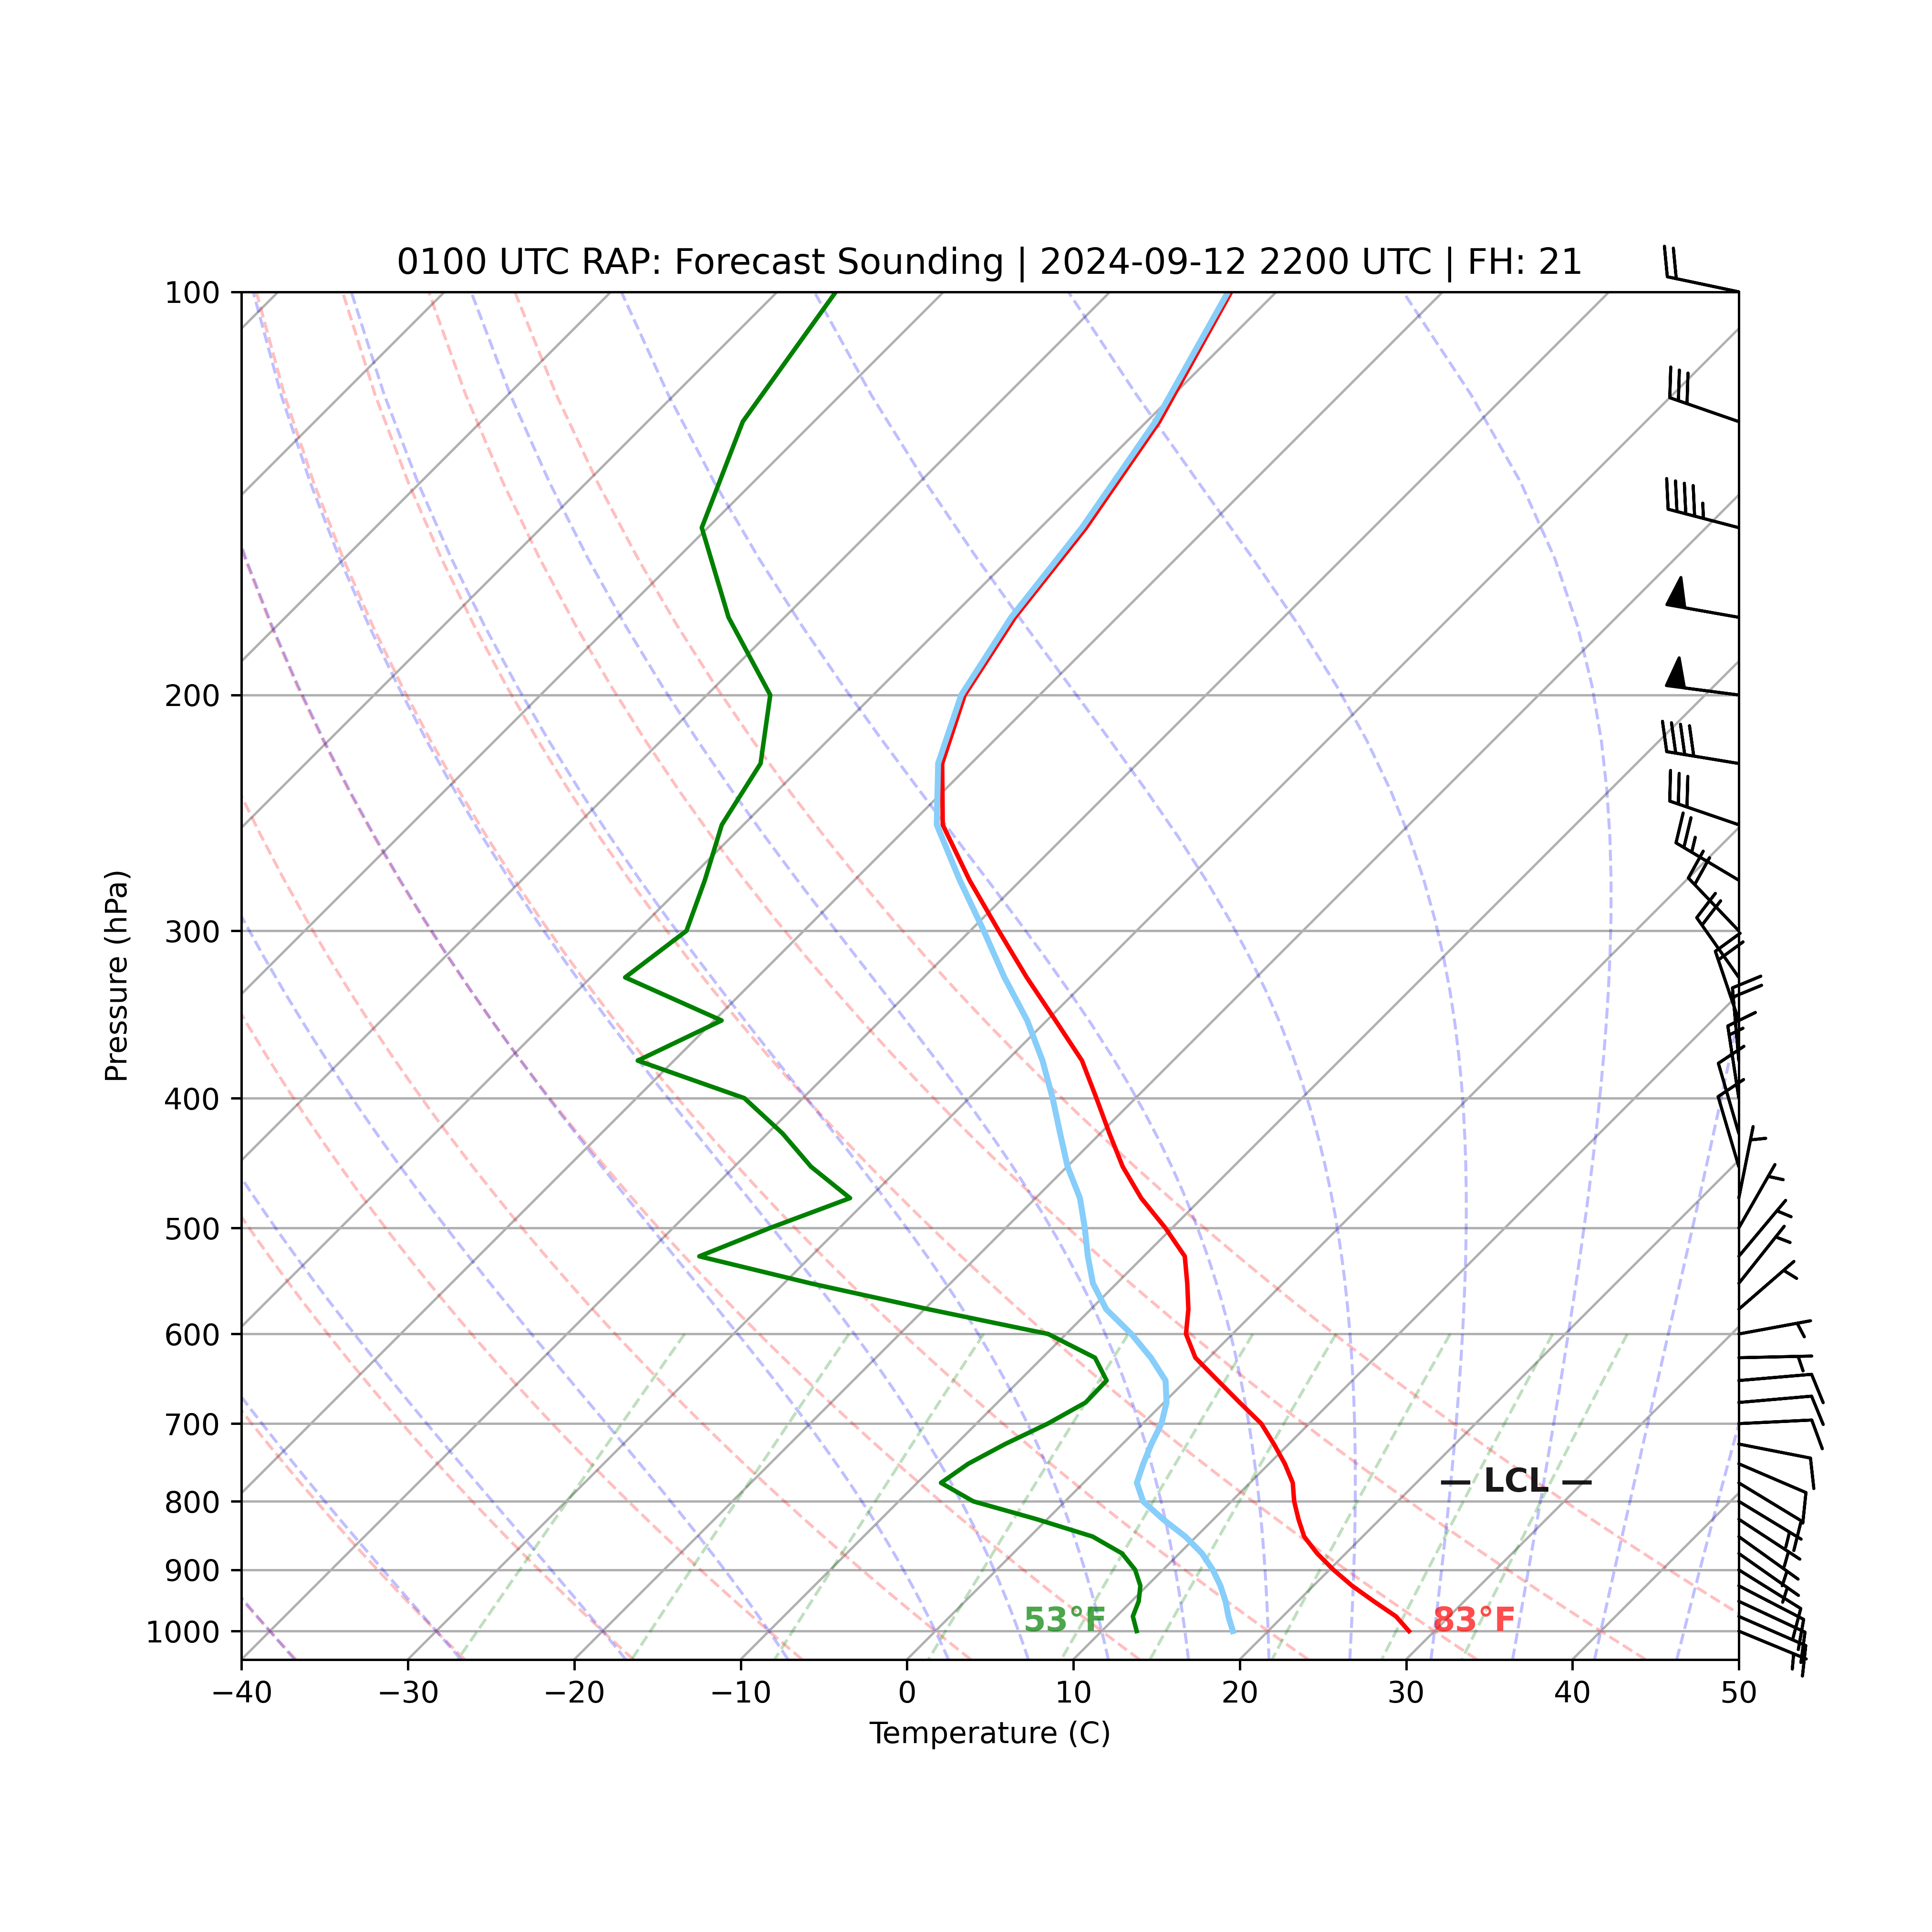 0100 UTC RAP: Forecast Sounding | 2024-09-12 2200 UTC | FH: 21
100
200
300
400
500
600
700
800
900
1000
Pressure (hPa)
— LCL —
53°F
83°F
−40 −30 −20 −10 0 10 20 30 40 50
Temperature (C)